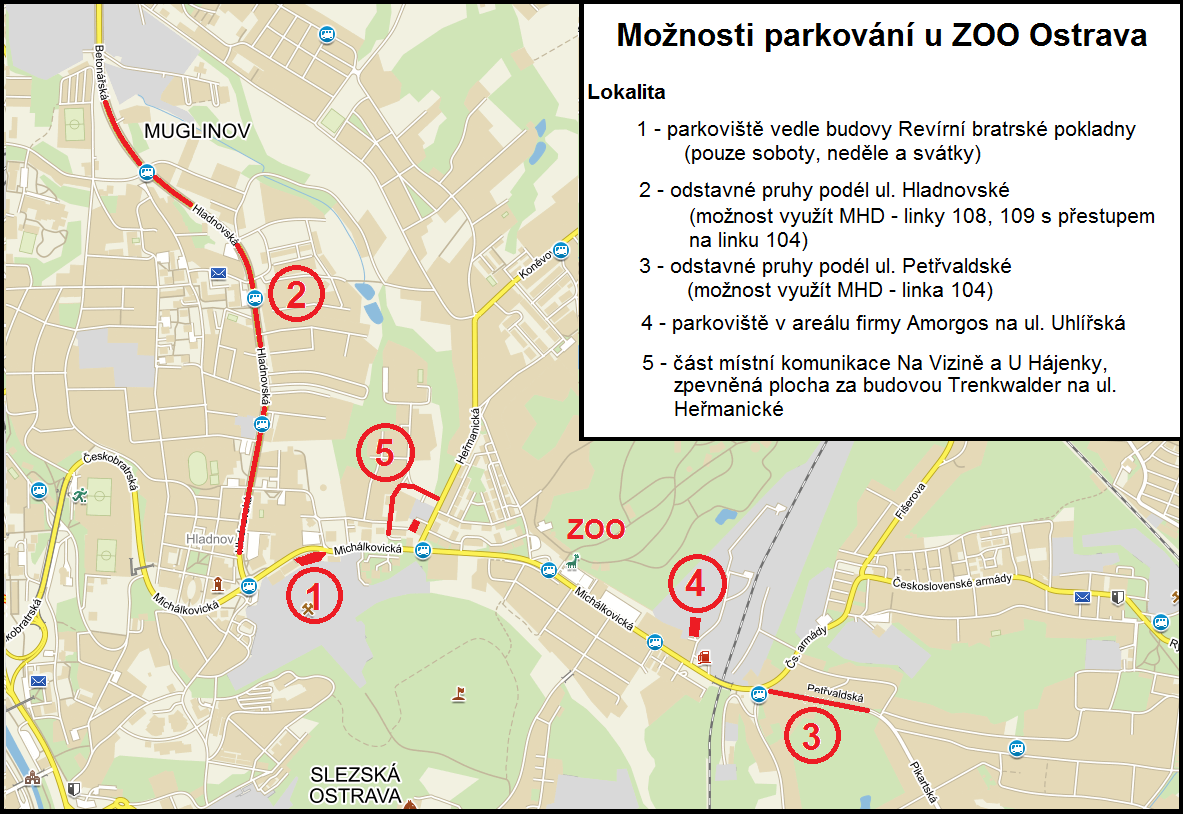 Možnosti parkování u ZOO Ostrava
Lokalita
1 - parkoviště vedle budovy Revírní bratrské pokladny
(pouze soboty, neděle a svátky)
2 - odstavné pruhy podél ul. Hladnovské
(možnost využít MHD - linky 108, 109 s přestupem
na linku 104)
3 - odstavné pruhy podél ul. Petřvaldské
(možnost využít MHD - linka 104)
4 - parkoviště v areálu firmy Amorgos na ul. Uhlířská
5 - část místní komunikace Na Vizině a U Hájenky,
zpevněná plocha za budovou Trenkwalder na ul.
Heřmanické
Betonářská
MUGLINOV
Hladnovská
Koněvo
2
Hladnovská
Heřmanická
5
Českobratrská
Fišerova
ZOO
Hladnov
Michálkovická
1
4
Československé armády
Michálkovická
Michálkovická
Čs. armády
Petřvaldská
3
Pikartská
SLEZSKÁ
OSTRAVA